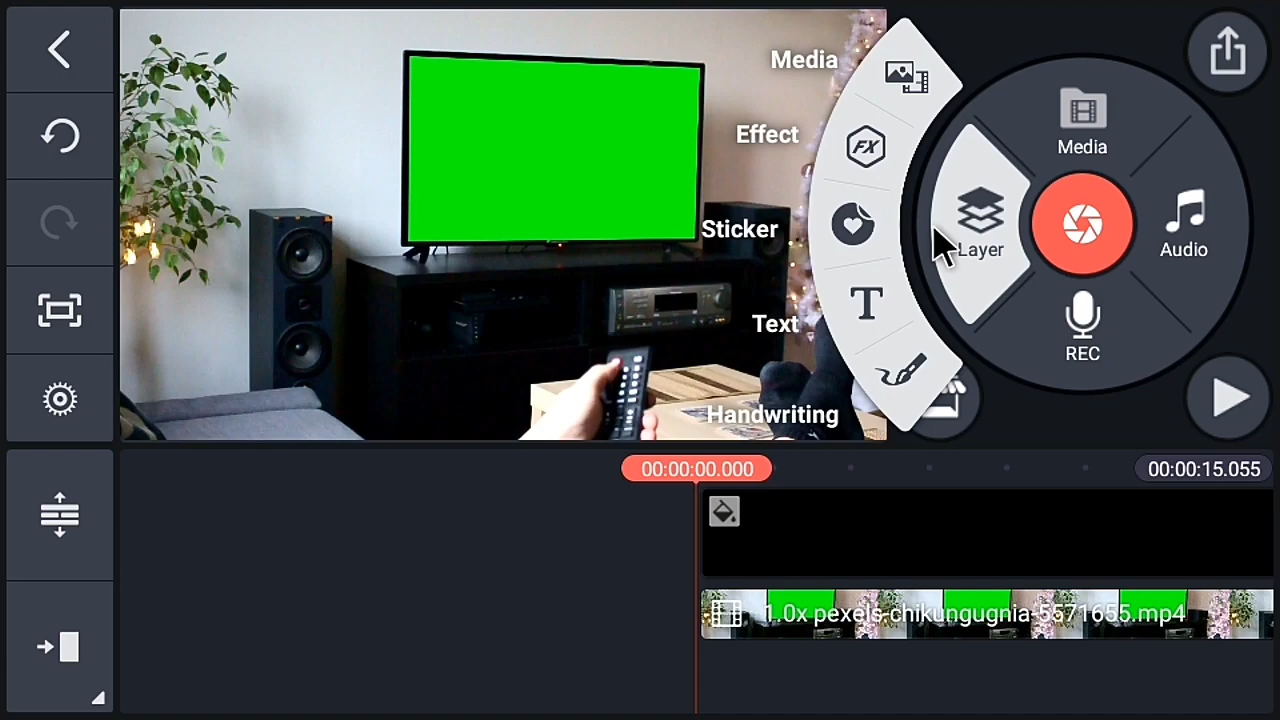 Media
Effect
Sticker
Text
Handwriting
FX
T
Media
Layer
Audio
REC
00:00:00.000
00:00:15.055
1.0x pexels-chikungugnia-5571655.mp4